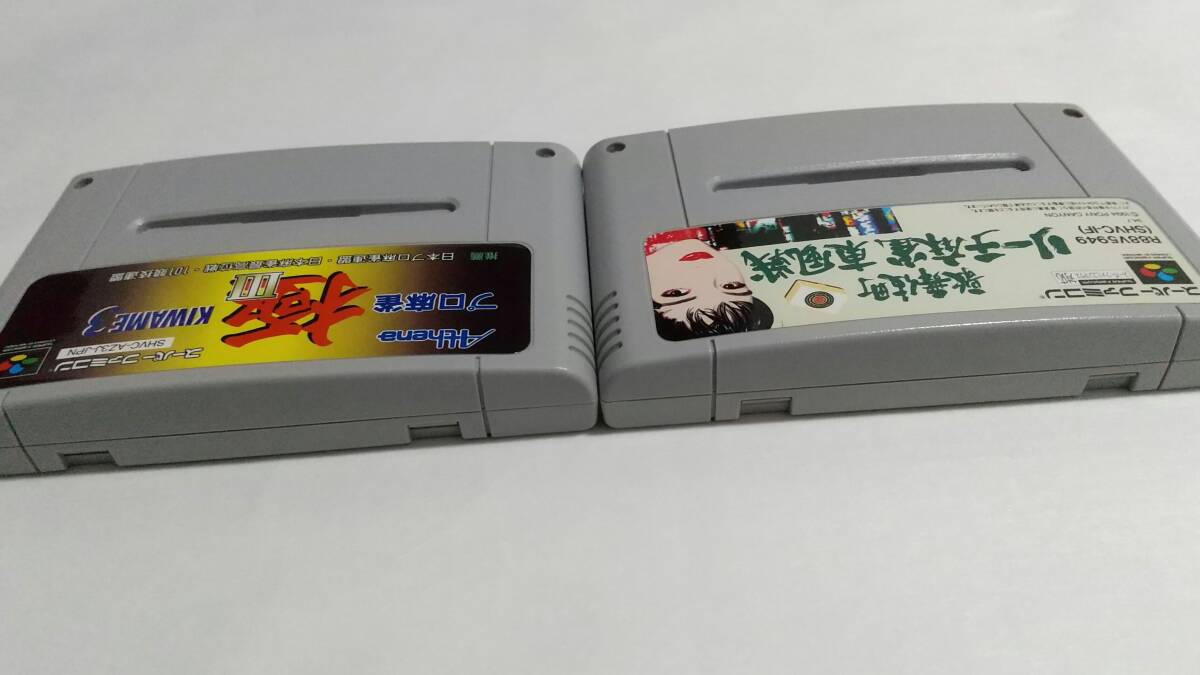 Athena
プロ麻雀
極
III
KIWAME 3
推薦
日本プロ麻雀連盟・日本麻雀最高位戦・101競技連盟
スーパーファミコン
SHVC-AZ3J-JPN
歌舞伎町
リーチ麻雀 東風戦
スーパーファミコン
R68V5949
(SHVC-IF)
©1994 PONY CANYON